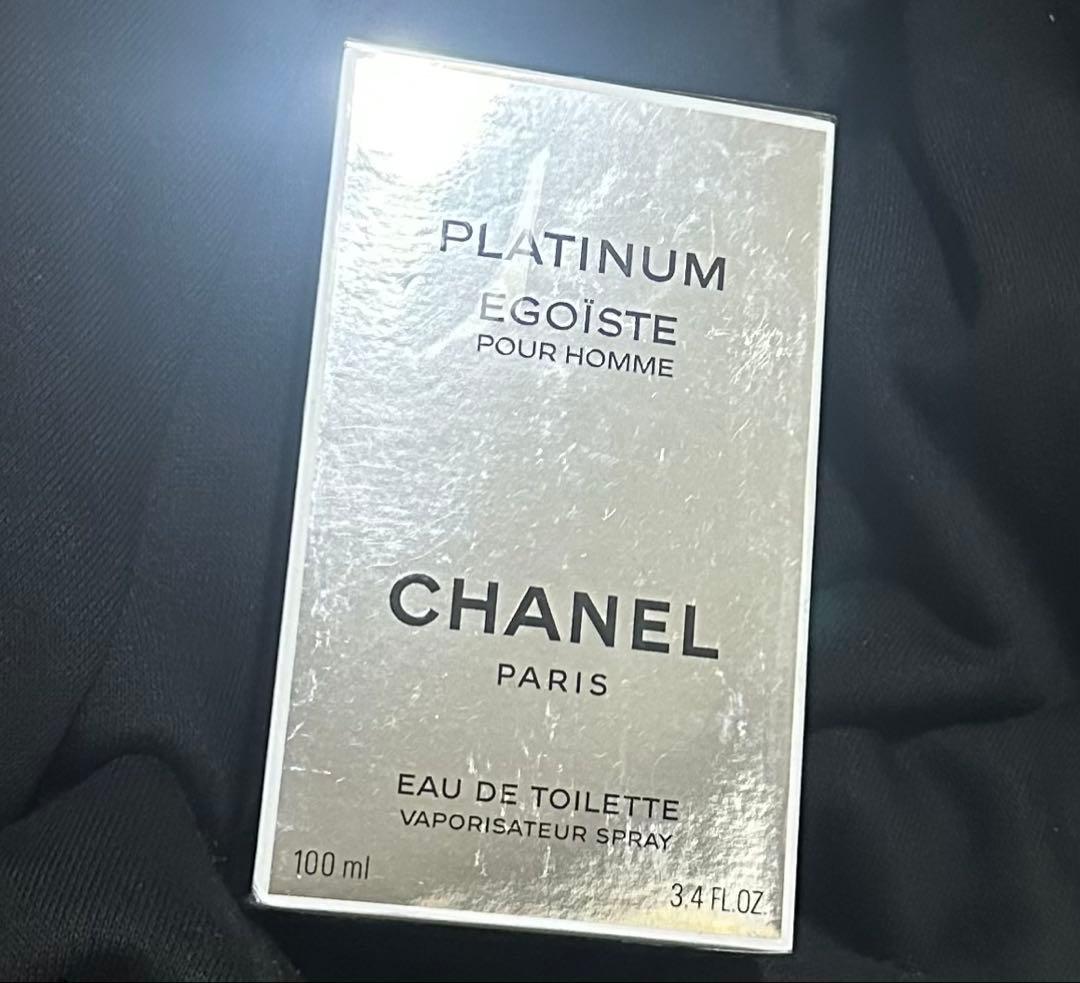 PLATINUM
EGOÏSTE
POUR HOMME
CHANEL
PARIS
EAU DE TOILETTE
VAPORISATEUR SPRAY
100 ml
3,4 FL.OZ.